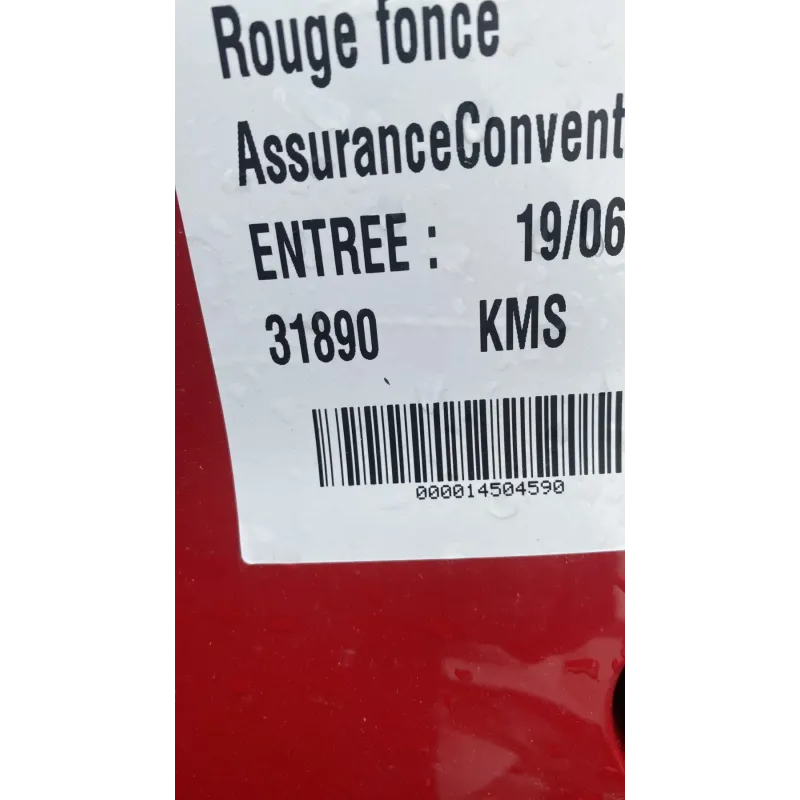 Rouge fonce
AssuranceConvent
ENTREE : 19/06
31890 KMS
000014504590